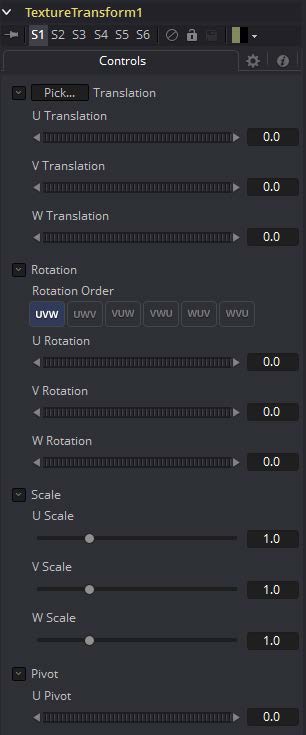 TextureTransform1
S1 S2 S3 S4 S5 S6
Controls
Pick... Translation
U Translation
0.0
V Translation
0.0
W Translation
0.0
Rotation
Rotation Order
UVW UWV VUW VWU WUV WVU
U Rotation
0.0
V Rotation
0.0
W Rotation
0.0
Scale
U Scale
1.0
V Scale
1.0
W Scale
1.0
Pivot
U Pivot
0.0